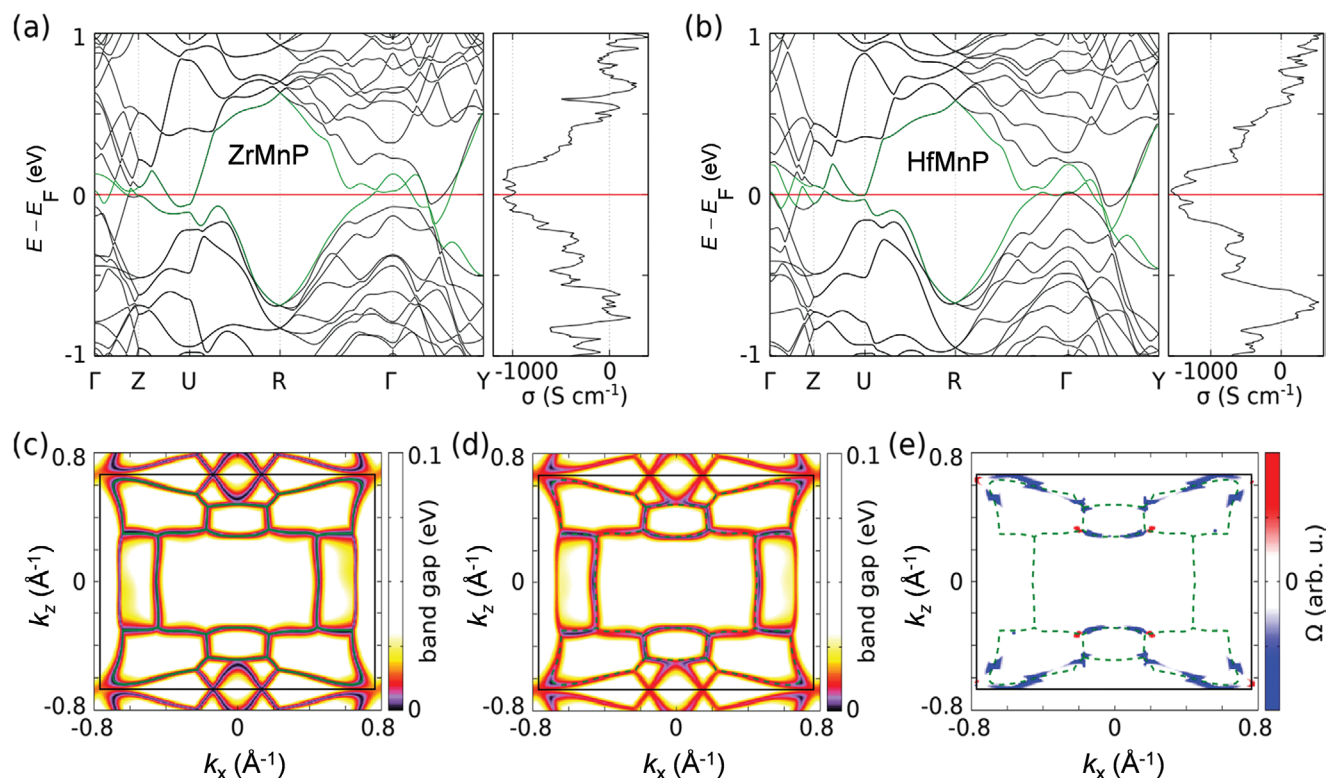 (a)
1
0
-1
E − E_F (eV)
ZrMnP
Γ Z U R Γ Y
-1000 0
σ (S cm⁻¹)
(b)
1
0
-1
E − E_F (eV)
HfMnP
Γ Z U R Γ Y
-1000 0
σ (S cm⁻¹)
(c)
0.8
0
-0.8
k_z (Å⁻¹)
-0.8 0 0.8
k_x (Å⁻¹)
0.1
0
band gap (eV)
(d)
0.8
0
-0.8
k_z (Å⁻¹)
-0.8 0 0.8
k_x (Å⁻¹)
0.1
0
band gap (eV)
(e)
0.8
0
-0.8
k_z (Å⁻¹)
-0.8 0 0.8
k_x (Å⁻¹)
0
Ω (arb. u.)